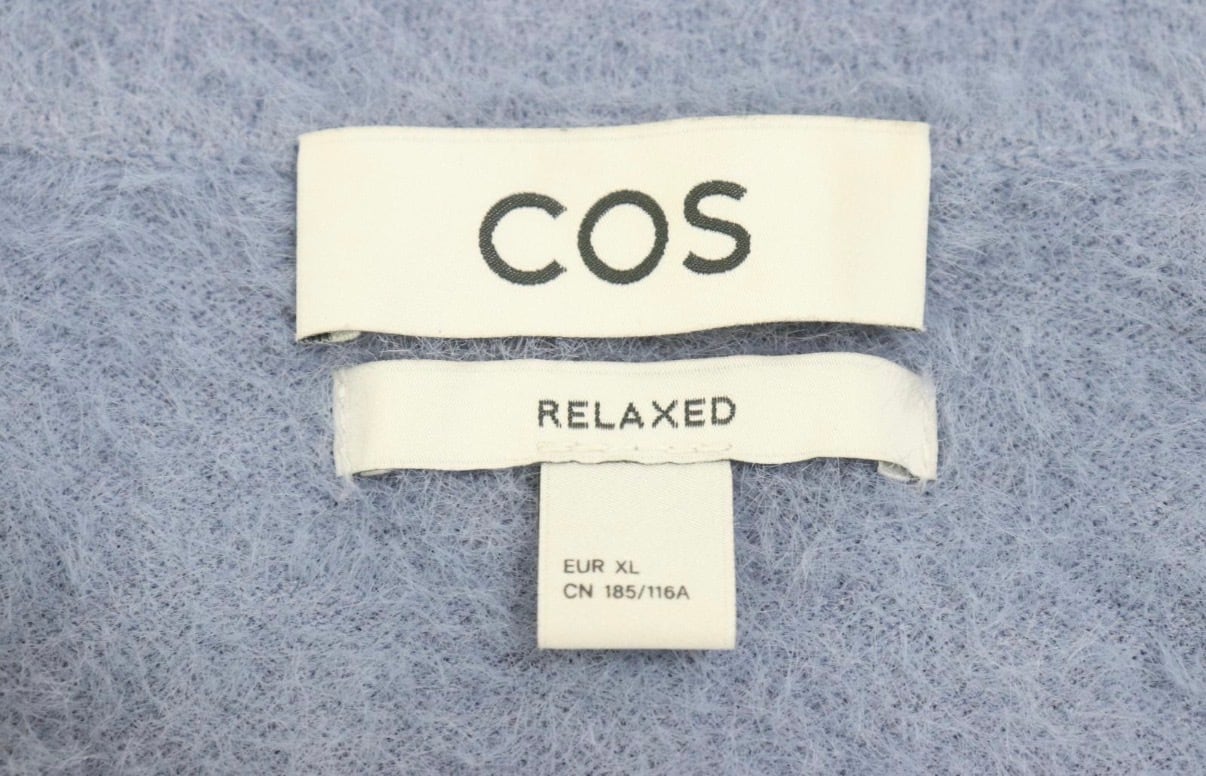 COS
RELAXED
EUR XL
CN 185/116A